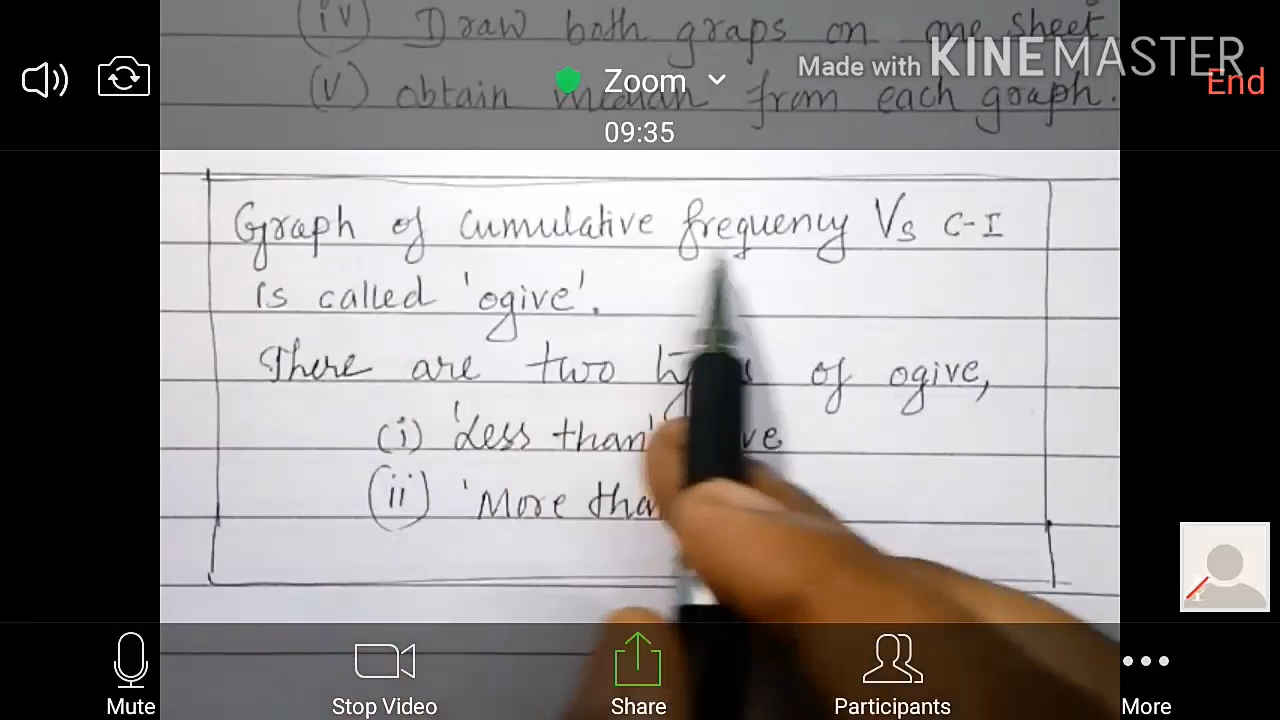 (iv) Draw both graps on one sheet
Made with KINEMASTER
Zoom
End
(v) obtain median from each graph.
09:35
Graph of cumulative frequency Vs C-I
is called 'ogive'.
There are two of ogive,
(i) 'Less than'
(ii) 'More
Mute
Stop Video
Share
Participants
More